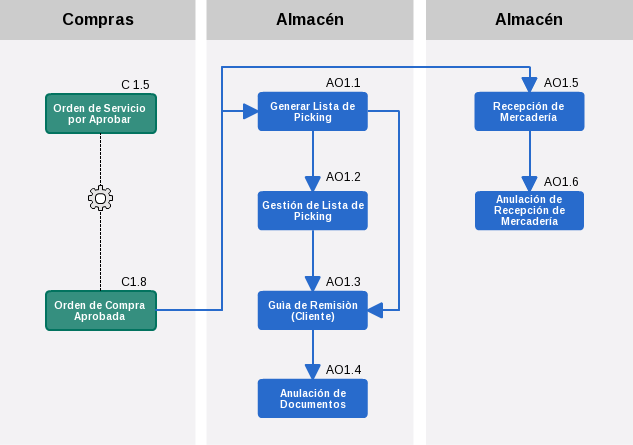 Compras
C 1.5
Orden de Servicio
por Aprobar
C1.8
Orden de Compra
Aprobada
Almacén
AO1.1
Generar Lista de
Picking
AO1.2
Gestión de Lista de
Picking
AO1.3
Guìa de Remisiòn
(Cliente)
AO1.4
Anulación de
Documentos
Almacén
AO1.5
Recepción de
Mercadería
AO1.6
Anulación de
Recepción de
Mercadería